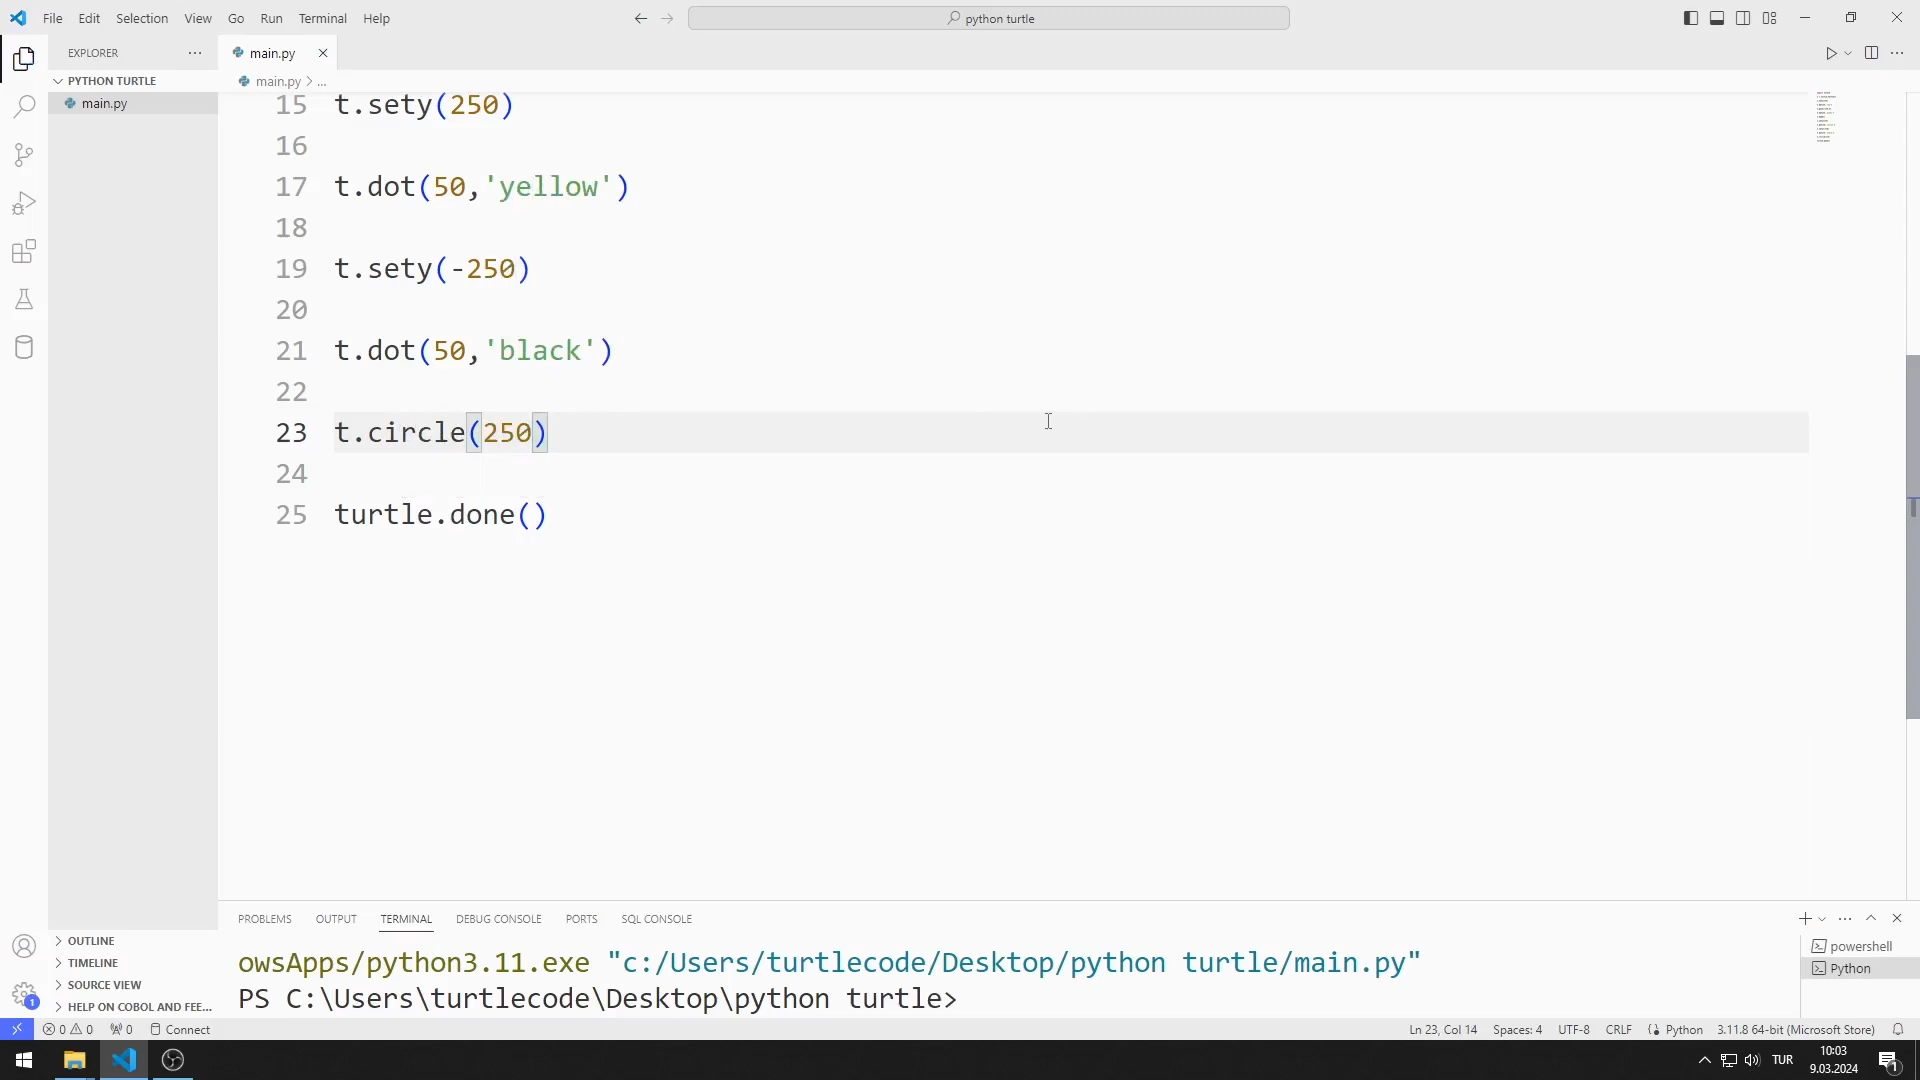 File Edit Selection View Go Run Terminal Help
python turtle
EXPLORER
main.py
PYTHON TURTLE
main.py > ...
main.py
15 t.sety(250)
16
17 t.dot(50,'yellow')
18
19 t.sety(-250)
20
21 t.dot(50,'black')
22
23 t.circle(250)
24
25 turtle.done()
PROBLEMS OUTPUT TERMINAL DEBUG CONSOLE PORTS SQL CONSOLE
owsApps/python3.11.exe "c:/Users/turtlecode/Desktop/python turtle/main.py"
PS C:\Users\turtlecode\Desktop\python turtle>
powershell
Python
OUTLINE
TIMELINE
SOURCE VIEW
HELP ON COBOL AND FEE...
1
0 0 0 Connect
Ln 23, Col 14 Spaces: 4 UTF-8 CRLF Python 3.11.8 64-bit (Microsoft Store)
TUR
10:03
9.03.2024
1